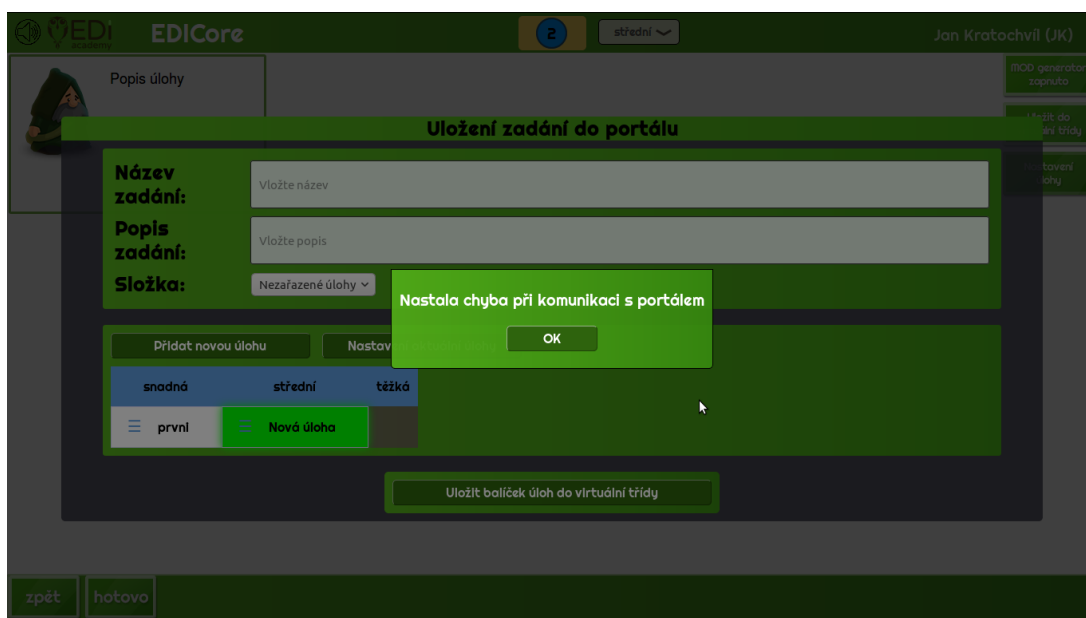 EDi
academy
EDICore
2
střední
Jan Kratochvíl (JK)
Popis úlohy
MOD generator
zapnuto
Uložení zadání do portálu
Název
zadání:
Vložte název
Popis
zadání:
Vložte popis
Složka:
Nezařazené úlohy
Nastala chyba při komunikaci s portálem
OK
Přidat novou úlohu
snadná
střední
těžká
první
Nová úloha
Uložit balíček úloh do virtuální třídy
zpět
hotovo